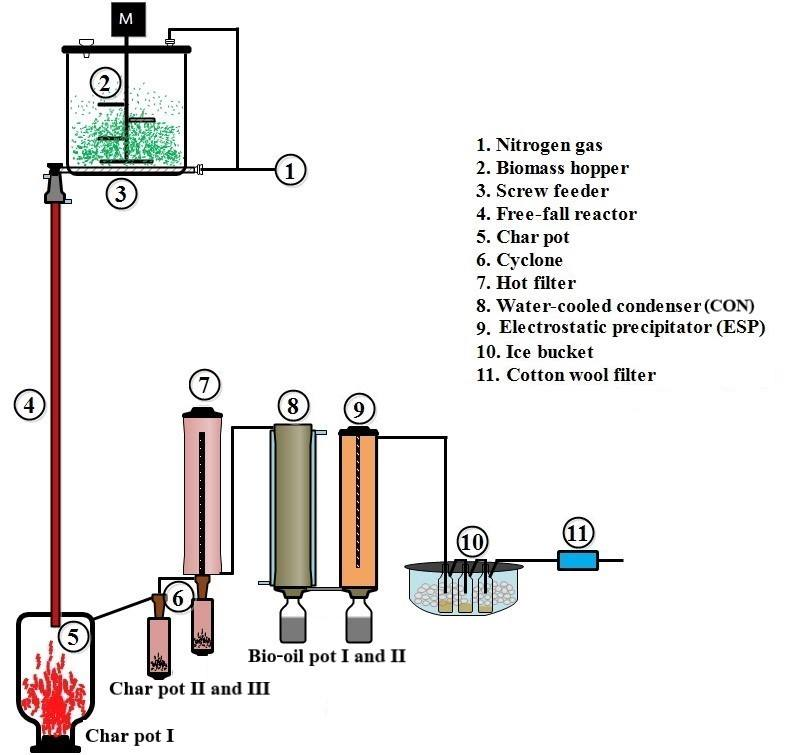 M
2
1
3
1. Nitrogen gas
2. Biomass hopper
3. Screw feeder
4. Free-fall reactor
5. Char pot
6. Cyclone
7. Hot filter
8. Water-cooled condenser (CON)
9. Electrostatic precipitator (ESP)
10. Ice bucket
11. Cotton wool filter
7
4
8
9
10
11
6
5
Bio-oil pot I and II
Char pot II and III
Char pot I